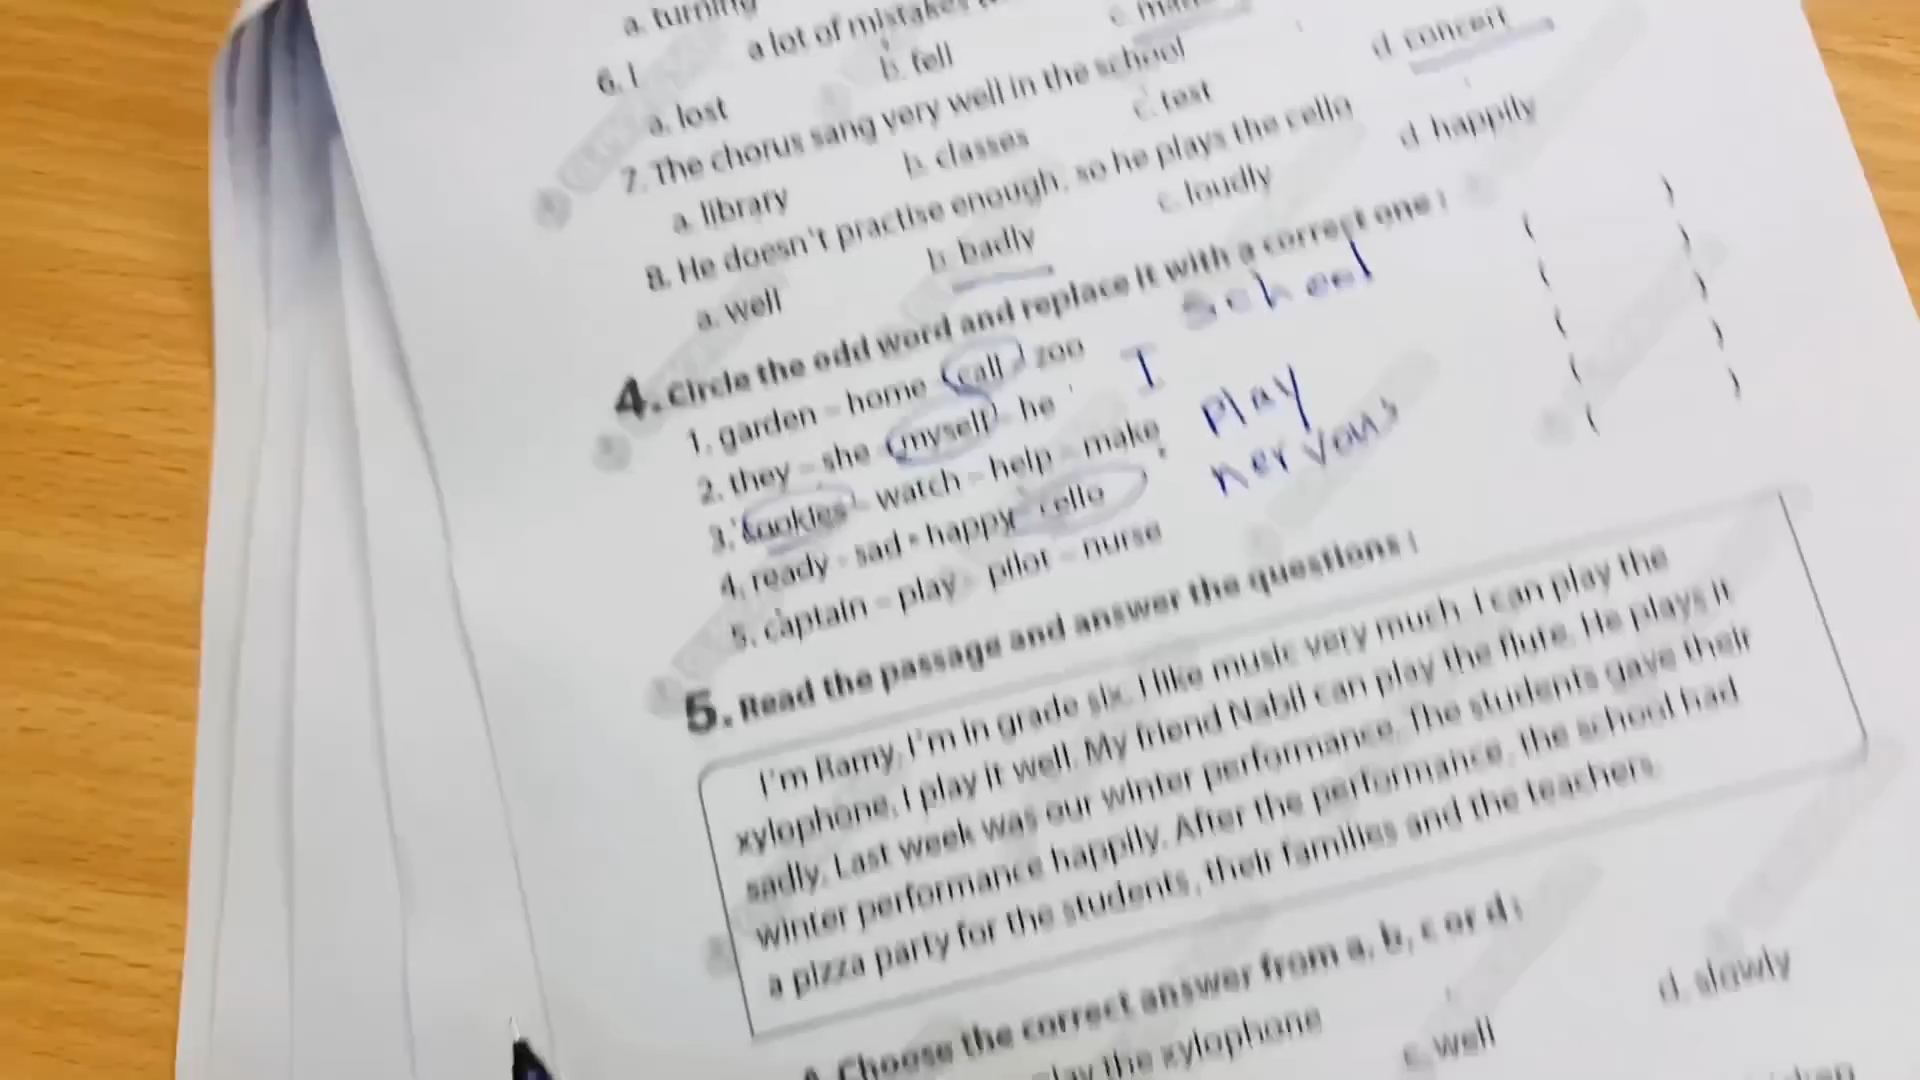 a. turning
6. I a lot of mistakes
a. lost b. fell
7. The chorus sang very well in the school
a. library b. classes c. test d. concert
8. He doesn't practise enough, so he plays the cello
a. well b. badly c. loudly d. happily
4. Circle the odd word and replace it with a correct one :
1. garden – home – call – zoo school
2. they – she – myself – he I
3. – watch – help – make play
4. ready – sad – happy – cello nervous
5. captain – play – pilot – nurse
5. Read the passage and answer the questions :
I'm Ramy, I'm in grade six. I like music very much. I can play the
xylophone. I play it well. My friend Nabil can play the flute. He plays it
sadly. Last week was our winter performance. The students gave their
winter performance happily. After the performance, the school had
a pizza party for the students, their families and the teachers.
A. Choose the correct answer from a, b, c or d :
play the xylophone
c. well d. slowly